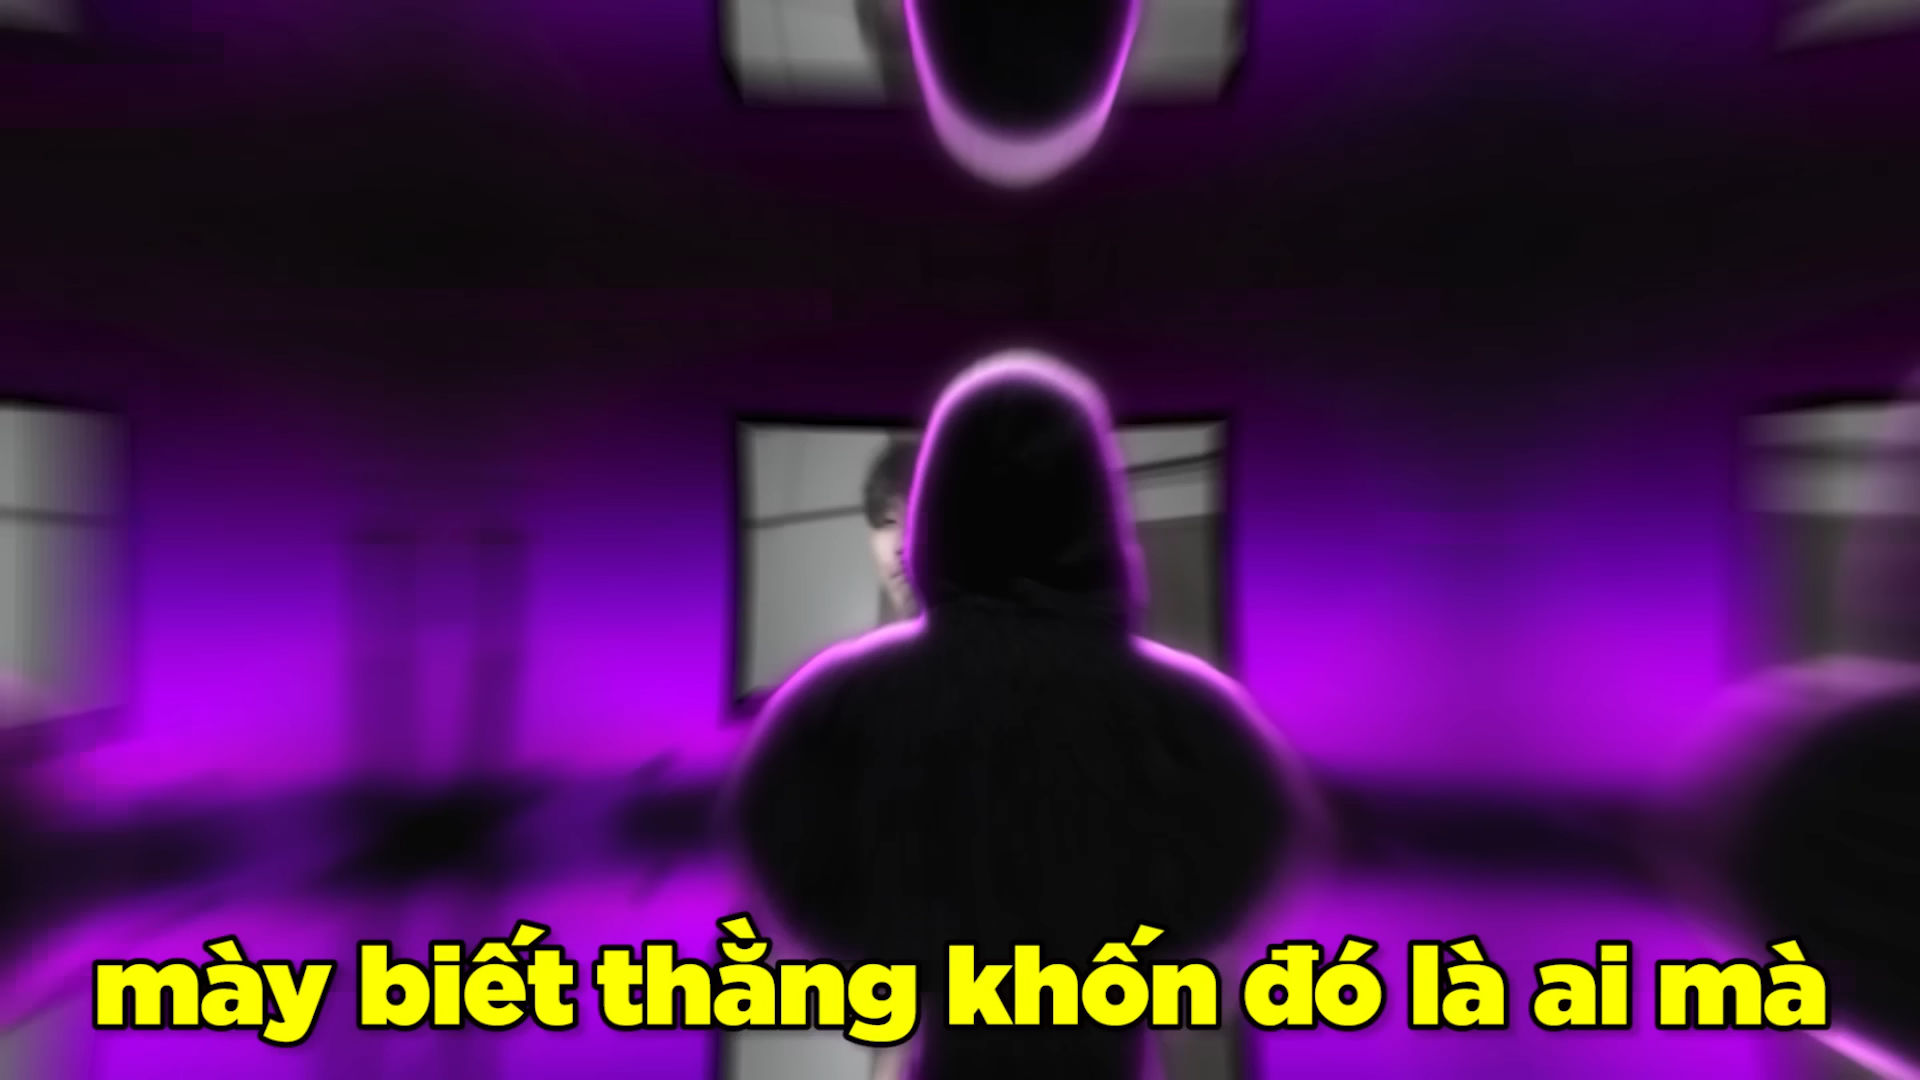 mày biết thằng khốn đó là ai mà